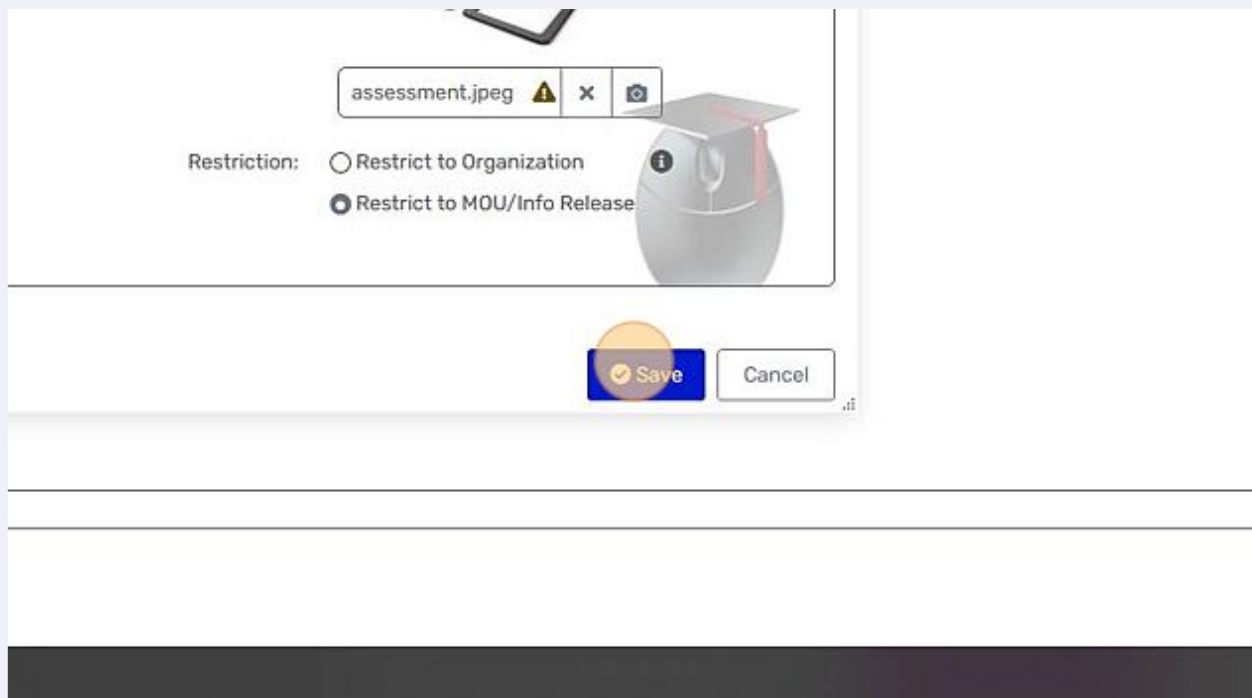 assessment.jpeg
Restriction:
Restrict to Organization
Restrict to MOU/Info Release
Save
Cancel